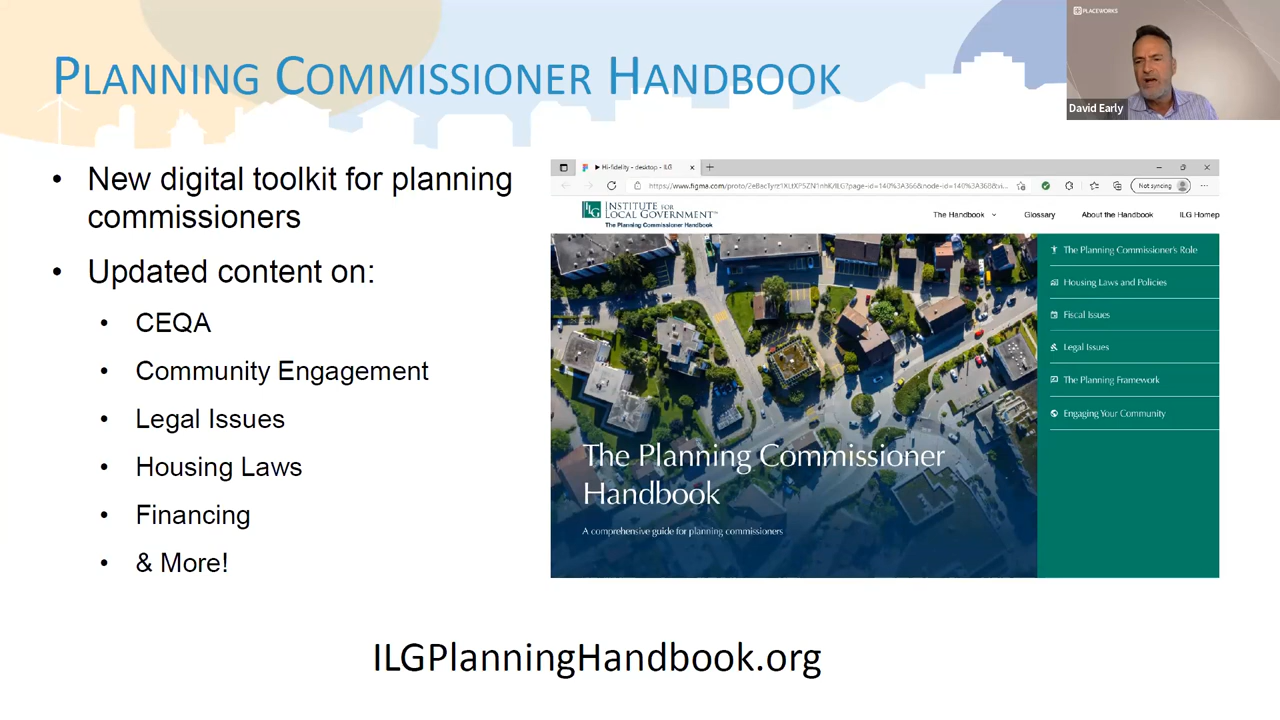 PLANNING COMMISSIONER HANDBOOK
PLACEWORKS
David Early
• New digital toolkit for planning
commissioners
• Updated content on:
• CEQA
• Community Engagement
• Legal Issues
• Housing Laws
• Financing
• & More!
Hi-fidelity - desktop - ILG
Not syncing
ILG INSTITUTE FOR
LOCAL GOVERNMENT™
The Planning Commissioner Handbook
The Handbook
Glossary
About the Handbook
ILG Homep
The Planning Commissioner's Role
Housing Laws and Policies
Fiscal Issues
Legal Issues
The Planning Framework
Engaging Your Community
The Planning Commissioner
Handbook
A comprehensive guide for planning commissioners
ILGPlanningHandbook.org